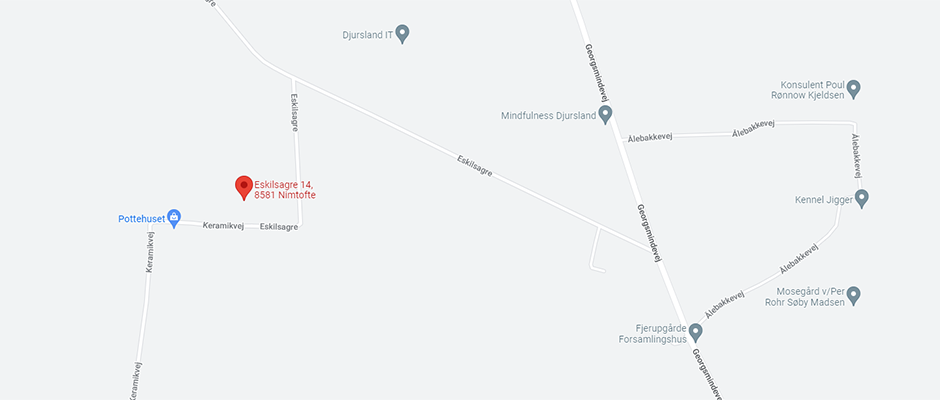 Eskilsagre
Djursland IT
Georgsmindevej
Konsulent Poul
Rønnow Kjeldsen
Eskilsagre
Mindfulness Djursland
Ålebakkevej
Ålebakkevej
Ålebakkevej
Eskilsagre
Eskilsagre 14,
8581 Nimtofte
Kennel Jigger
Pottehuset
Keramikvej
Eskilsagre
Georgsmindevej
Keramikvej
Ålebakkevej
Mosegård v/Per
Rohr Søby Madsen
Ålebakkevej
Fjerupgårde
Forsamlingshus
Georgsmindevej
Keramikvej